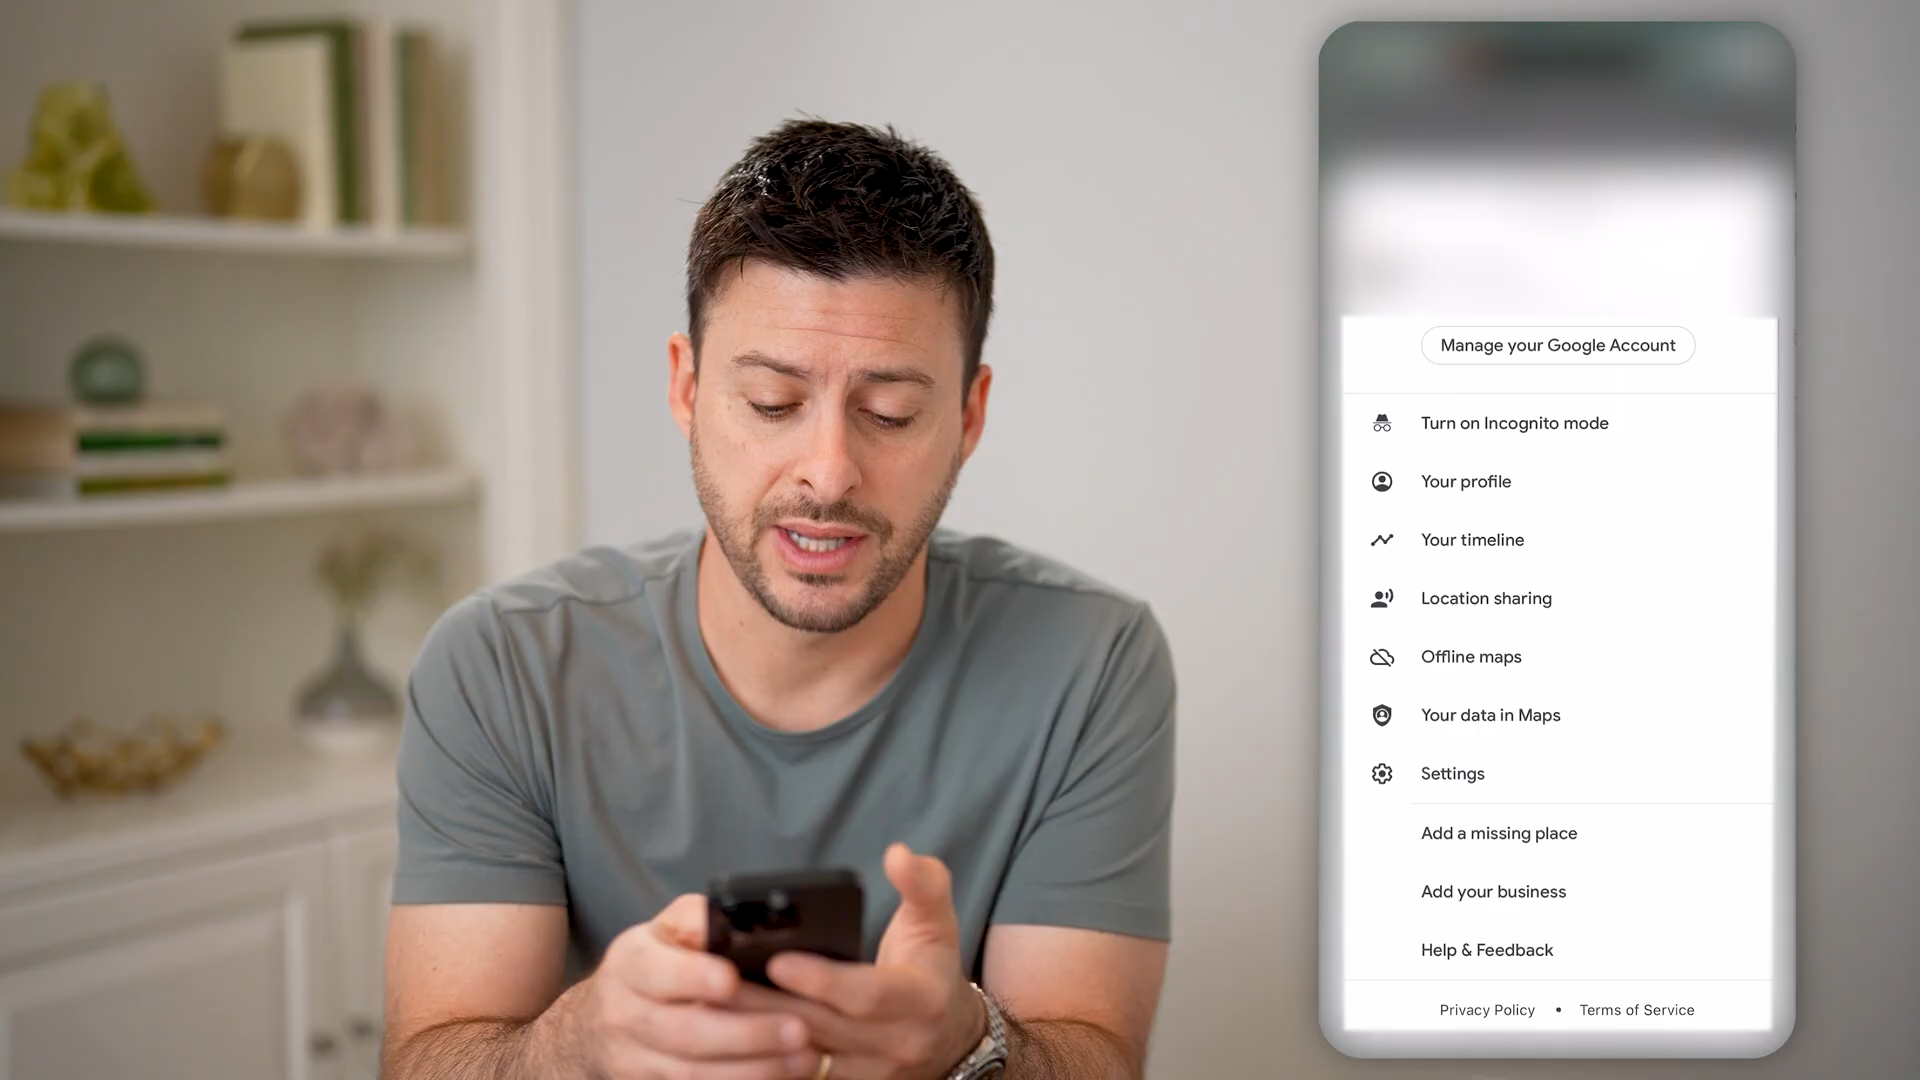 Manage your Google Account
Turn on Incognito mode
Your profile
Your timeline
Location sharing
Offline maps
Your data in Maps
Settings
Add a missing place
Add your business
Help & Feedback
Privacy Policy • Terms of Service